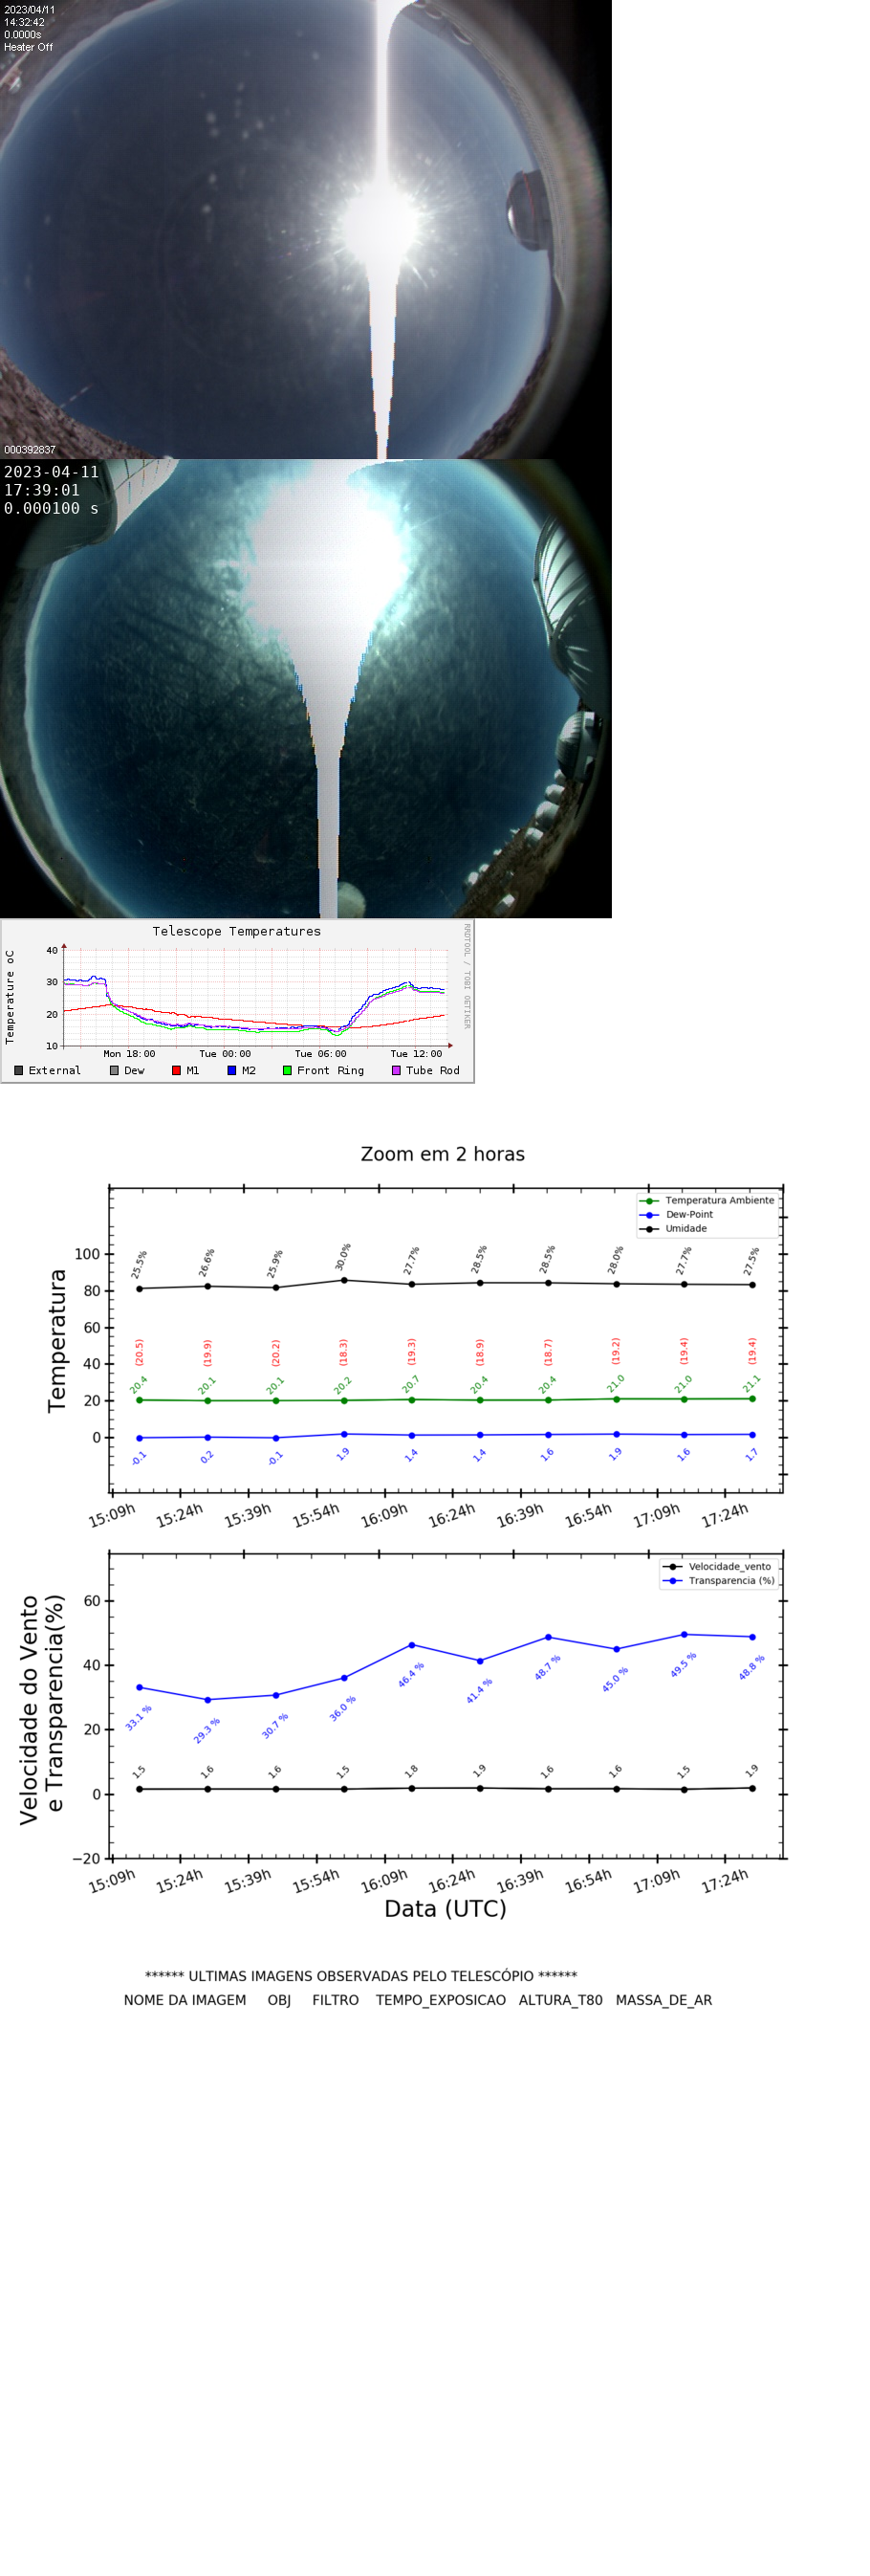 2023/04/11
14:32:42
0.0000s
Heater Off
000392837
2023-04-11
17:39:01
0.000100 s
Telescope Temperatures
RRDTOOL / TOBI OETIKER
Temperature oC
40
30
20
10
Mon 18:00 Tue 00:00 Tue 06:00 Tue 12:00
External Dew M1 M2 Front Ring Tube Rod
Zoom em 2 horas
Temperatura Ambiente
Dew-Point
Umidade
Temperatura
100
80
60
40
20
0
25.5% 26.6% 25.9% 30.0% 27.7% 28.5% 28.5% 28.0% 27.7% 27.5%
(20.5) (19.9) (20.2) (18.3) (19.3) (18.9) (18.7) (19.2) (19.4) (19.4)
20.4 20.1 20.1 20.2 20.7 20.4 20.4 21.0 21.0 21.1
-0.1 0.2 -0.1 1.9 1.4 1.4 1.6 1.9 1.6 1.7
15:09h 15:24h 15:39h 15:54h 16:09h 16:24h 16:39h 16:54h 17:09h 17:24h
Velocidade_vento
Transparencia (%)
Velocidade do Vento
e Transparencia(%)
60
40
20
0
−20
33.1 % 29.3 % 30.7 % 36.0 % 46.4 % 41.4 % 48.7 % 45.0 % 49.5 % 48.8 %
1.5 1.6 1.6 1.5 1.8 1.9 1.6 1.6 1.5 1.9
15:09h 15:24h 15:39h 15:54h 16:09h 16:24h 16:39h 16:54h 17:09h 17:24h
Data (UTC)
****** ULTIMAS IMAGENS OBSERVADAS PELO TELESCÓPIO ******
NOME DA IMAGEM OBJ FILTRO TEMPO_EXPOSICAO ALTURA_T80 MASSA_DE_AR